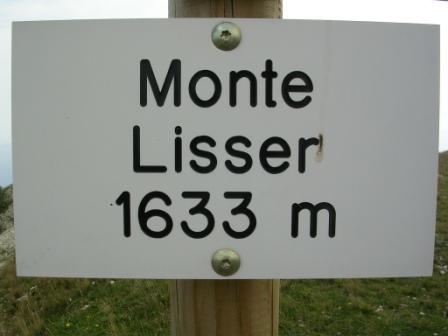 Monte
Lisser
1633 m